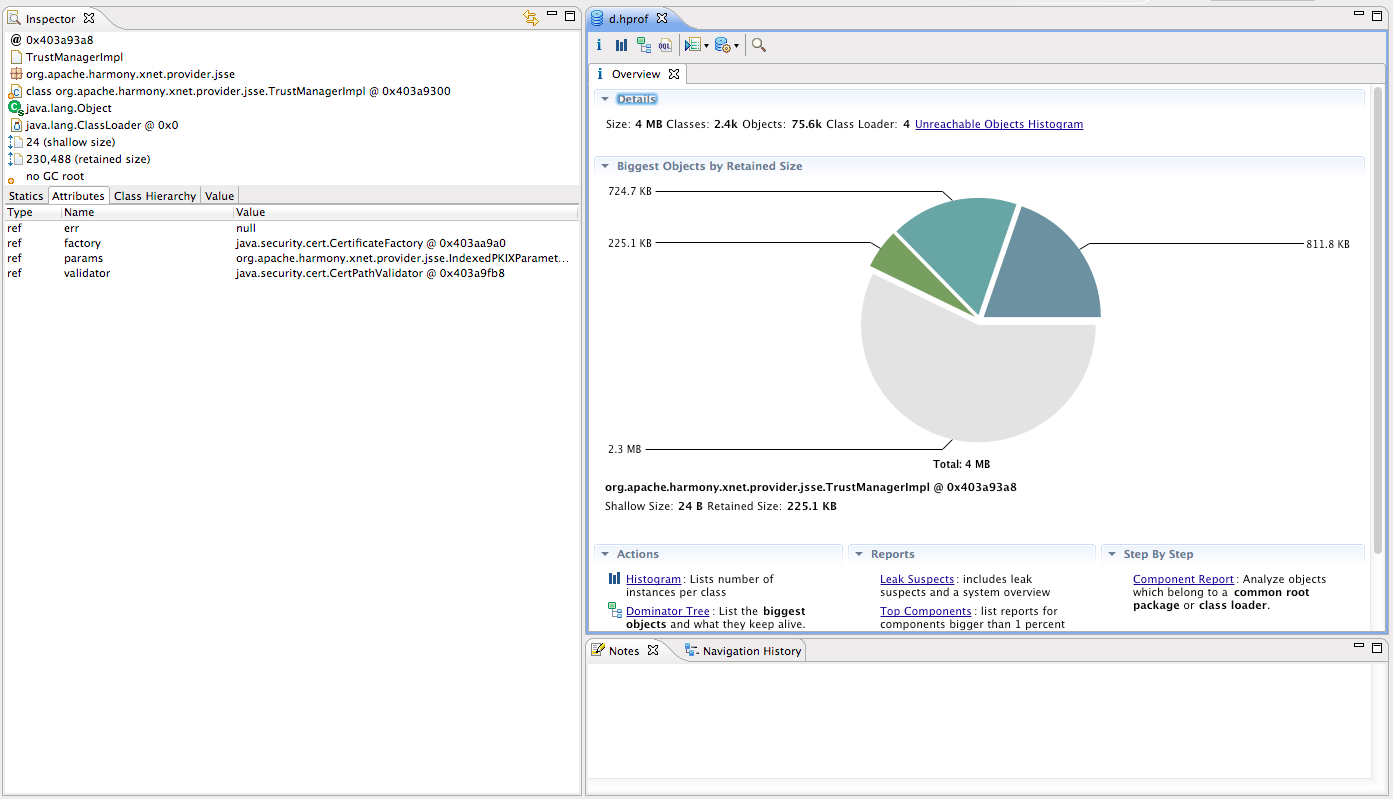 Inspector
@ 0x403a93a8
TrustManagerImpl
org.apache.harmony.xnet.provider.jsse
class org.apache.harmony.xnet.provider.jsse.TrustManagerImpl @ 0x403a9300
java.lang.Object
java.lang.ClassLoader @ 0x0
24 (shallow size)
230,488 (retained size)
no GC root
Statics Attributes Class Hierarchy Value
Type Name Value
ref err null
ref factory java.security.cert.CertificateFactory @ 0x403aa9a0
ref params org.apache.harmony.xnet.provider.jsse.IndexedPKIXParamet...
ref validator java.security.cert.CertPathValidator @ 0x403a9fb8
d.hprof
i OQL
i Overview
Details
Size: 4 MB Classes: 2.4k Objects: 75.6k Class Loader: 4 Unreachable Objects Histogram
Biggest Objects by Retained Size
724.7 KB
225.1 KB
811.8 KB
2.3 MB
Total: 4 MB
org.apache.harmony.xnet.provider.jsse.TrustManagerImpl @ 0x403a93a8
Shallow Size: 24 B Retained Size: 225.1 KB
Actions
Histogram: Lists number of
instances per class
Dominator Tree: List the biggest
objects and what they keep alive.
Reports
Leak Suspects: includes leak
suspects and a system overview
Top Components: list reports for
components bigger than 1 percent
Step By Step
Component Report: Analyze objects
which belong to a common root
package or class loader.
Notes Navigation History